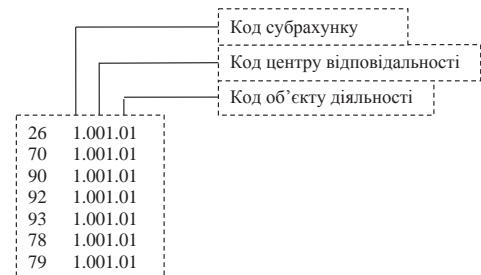 Код субрахунку
Код центру відповідальності
Код об’єкту діяльності
26 1.001.01
70 1.001.01
90 1.001.01
92 1.001.01
93 1.001.01
78 1.001.01
79 1.001.01